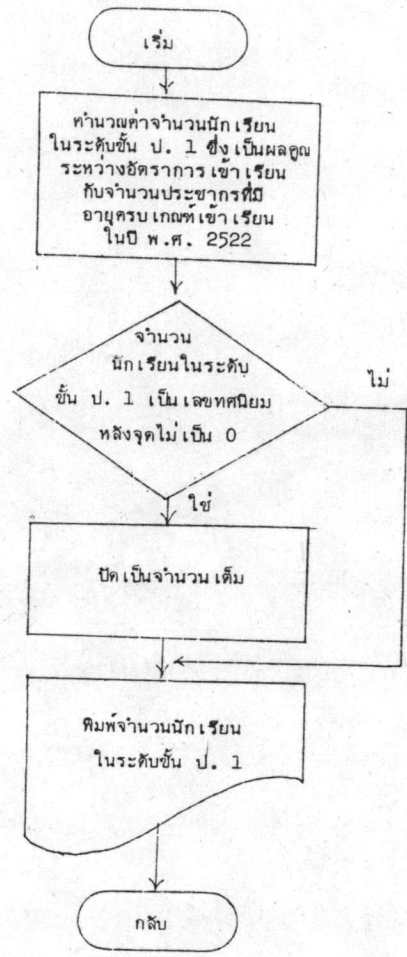 เริ่ม
คำนวณค่าจำนวนนักเรียน
ในระดับชั้น ป. 1 ซึ่งเป็นผลคูณ
ระหว่างอัตราการเข้าเรียน
กับจำนวนประชากรที่มี
อายุครบเกณฑ์เข้าเรียน
ในปี พ.ศ. 2522
จำนวน
นักเรียนในระดับ
ชั้น ป. 1 เป็นเลขทศนิยม
หลังจุดไม่เป็น 0
ไม่
ใช่
ปัดเป็นจำนวนเต็ม
พิมพ์จำนวนนักเรียน
ในระดับชั้น ป. 1
กลับ